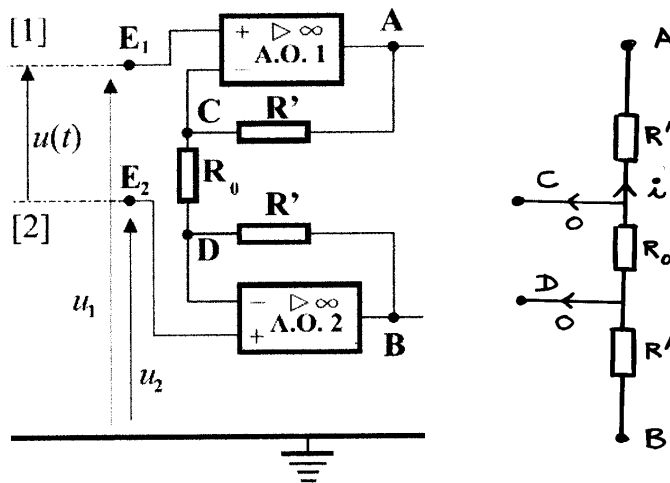 [1]
E1
+ ▷ ∞
A.O. 1
−
A
C
R'
u(t)
R0
E2
[2]
D
R'
− ▷ ∞
A.O. 2
+
B
u1
u2
A
R'
i
C
0
R0
D
0
R'
B